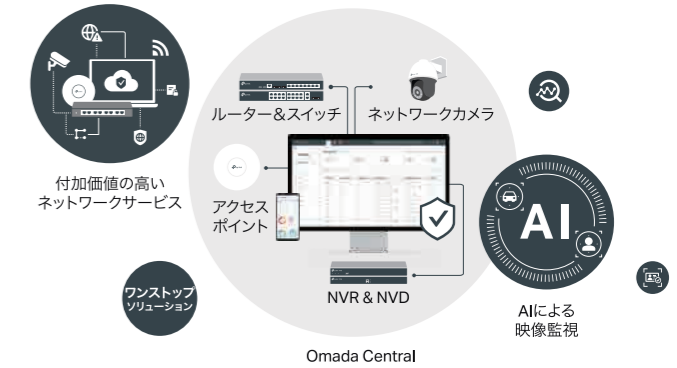 ルーター＆スイッチ
ネットワークカメラ
付加価値の高い
ネットワークサービス
アクセス
ポイント
AI
ワンストップ
ソリューション
NVR & NVD
AIによる
映像監視
Omada Central